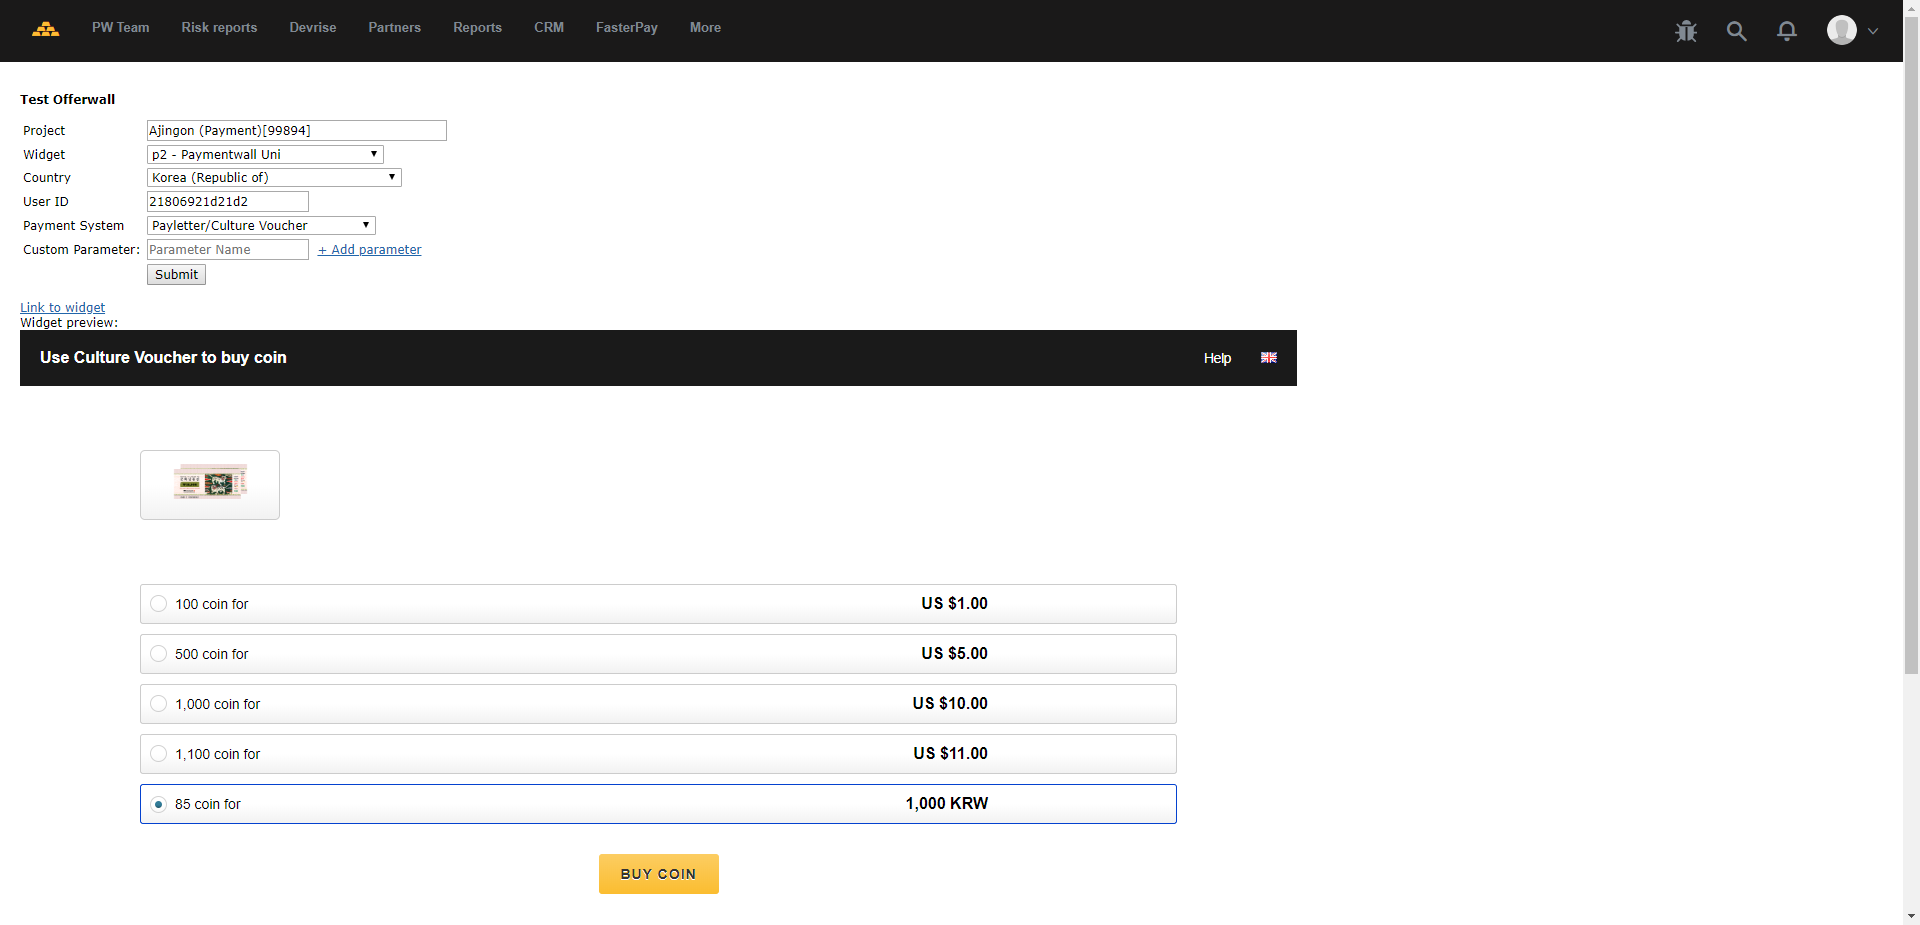 PW Team Risk reports Devrise Partners Reports CRM FasterPay More
Test Offerwall
Project Ajingon (Payment)[99894]
Widget p2 - Paymentwall Uni
Country Korea (Republic of)
User ID 21806921d21d2
Payment System Payletter/Culture Voucher
Custom Parameter: Parameter Name + Add parameter
Submit
Link to widget
Widget preview:
Use Culture Voucher to buy coin Help
100 coin for US $1.00
500 coin for US $5.00
1,000 coin for US $10.00
1,100 coin for US $11.00
85 coin for 1,000 KRW
BUY COIN